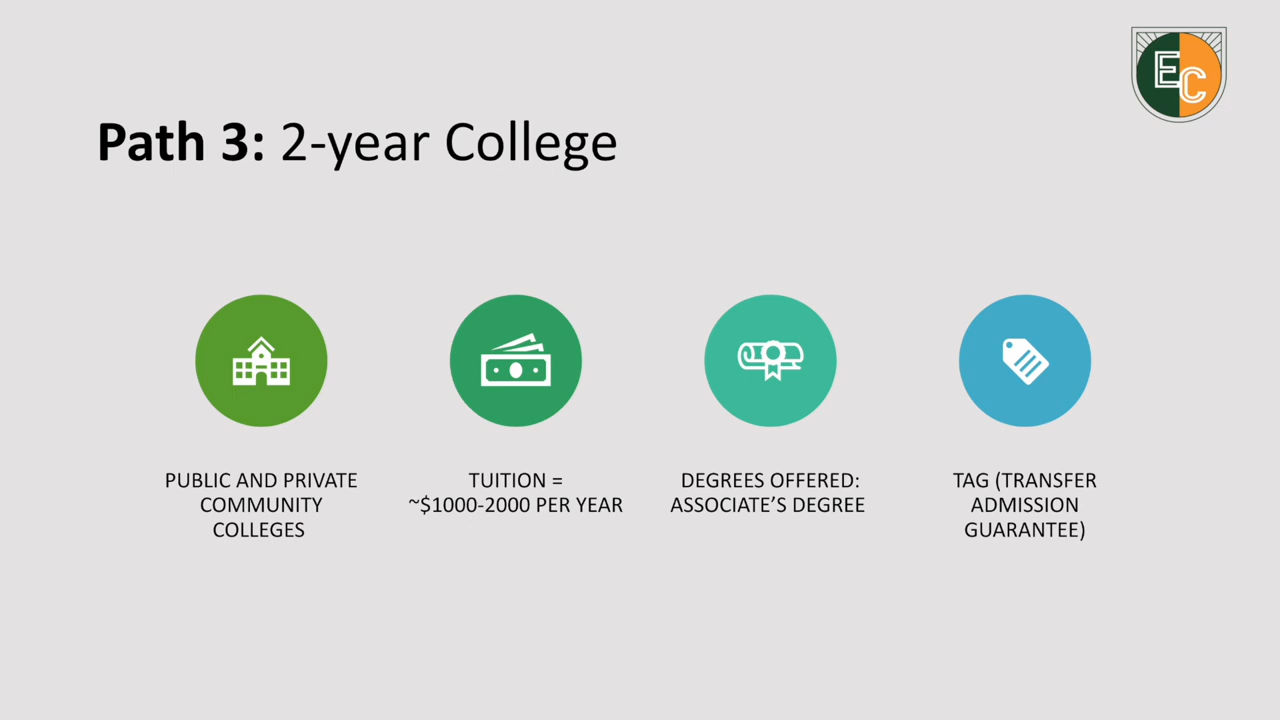 EC
Path 3: 2-year College
PUBLIC AND PRIVATE
COMMUNITY
COLLEGES
TUITION =
~$1000-2000 PER YEAR
DEGREES OFFERED:
ASSOCIATE’S DEGREE
TAG (TRANSFER
ADMISSION
GUARANTEE)